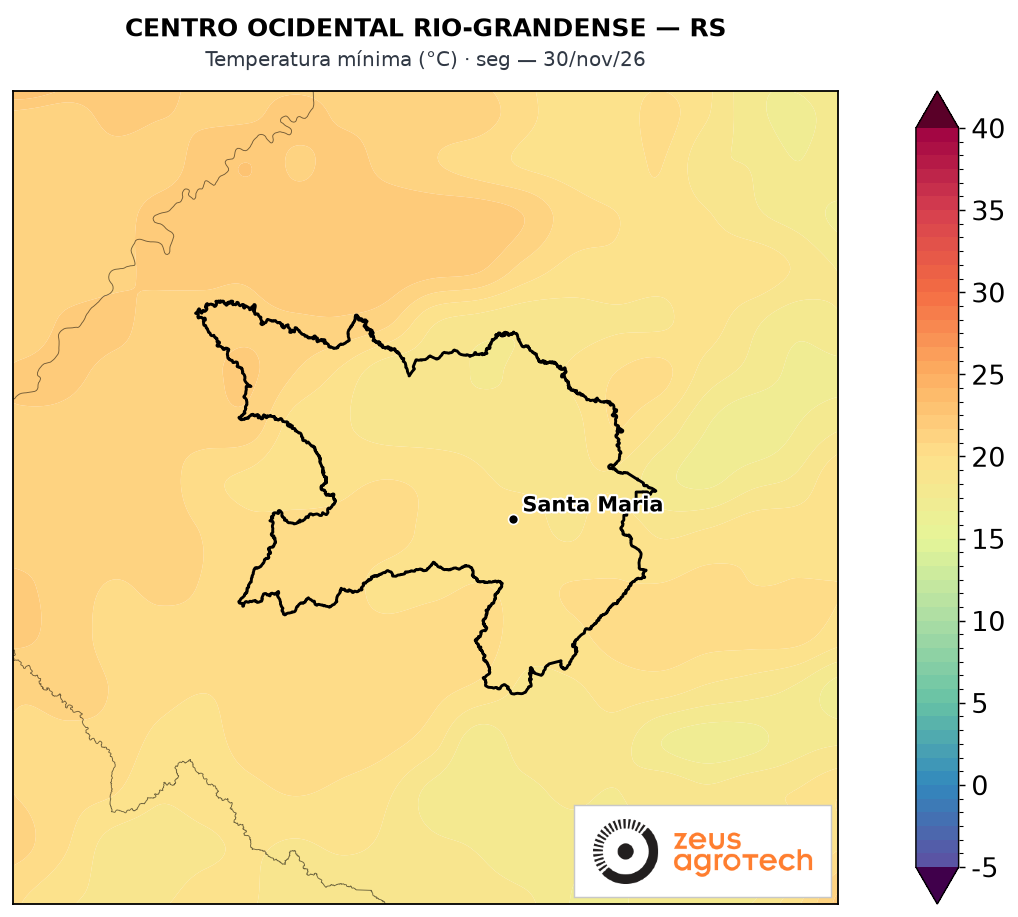 CENTRO OCIDENTAL RIO-GRANDENSE — RS
Temperatura mínima (°C) · seg — 30/nov/26
40
35
30
25
20
15
10
5
0
-5
Santa Maria
zeus
agrotech